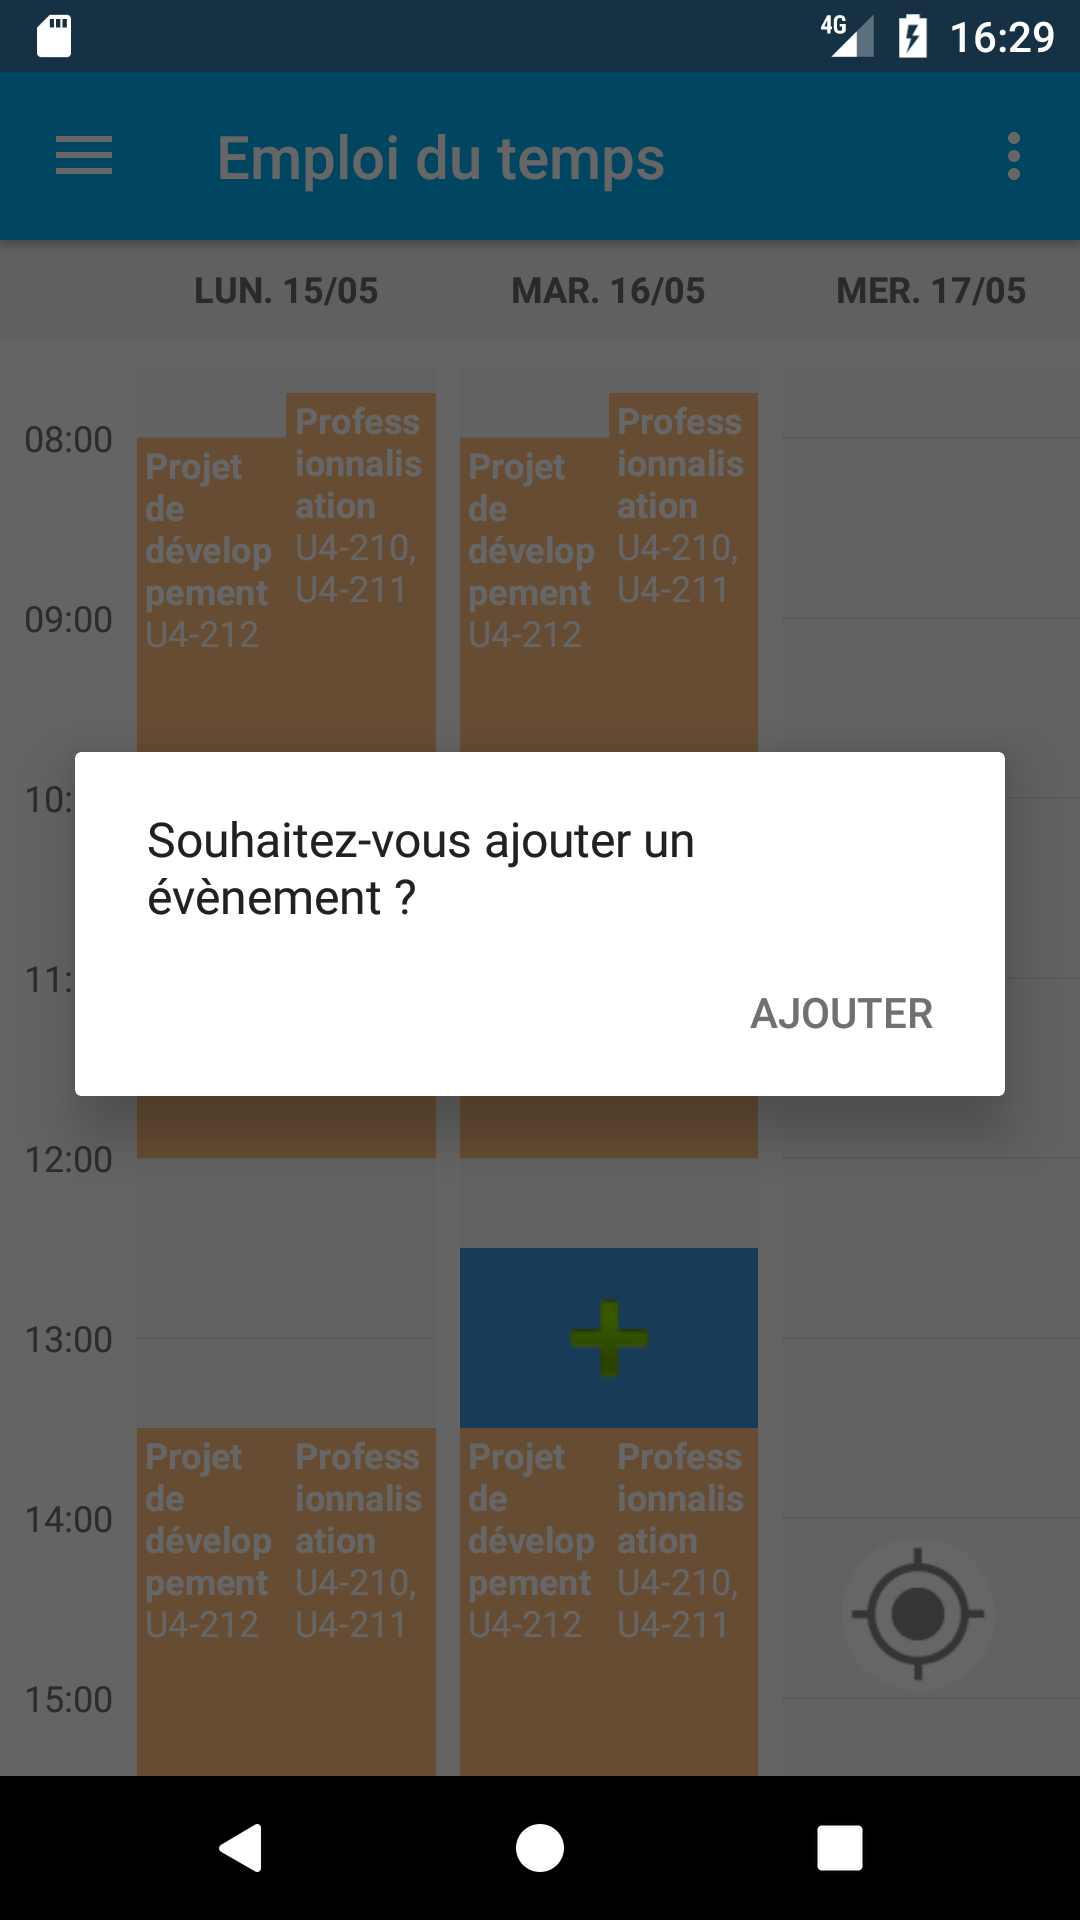 4G 16:29
Emploi du temps
LUN. 15/05 MAR. 16/05 MER. 17/05
08:00
09:00
10:
11:
12:00
13:00
14:00
15:00
Projet
de
dévelop
pement
U4-212
Profess
ionnalis
ation
U4-210,
U4-211
Projet
de
dévelop
pement
U4-212
Profess
ionnalis
ation
U4-210,
U4-211
Souhaitez-vous ajouter un
évènement ?
AJOUTER
Projet
de
dévelop
pement
U4-212
Profess
ionnalis
ation
U4-210,
U4-211
Projet
de
dévelop
pement
U4-212
Profess
ionnalis
ation
U4-210,
U4-211